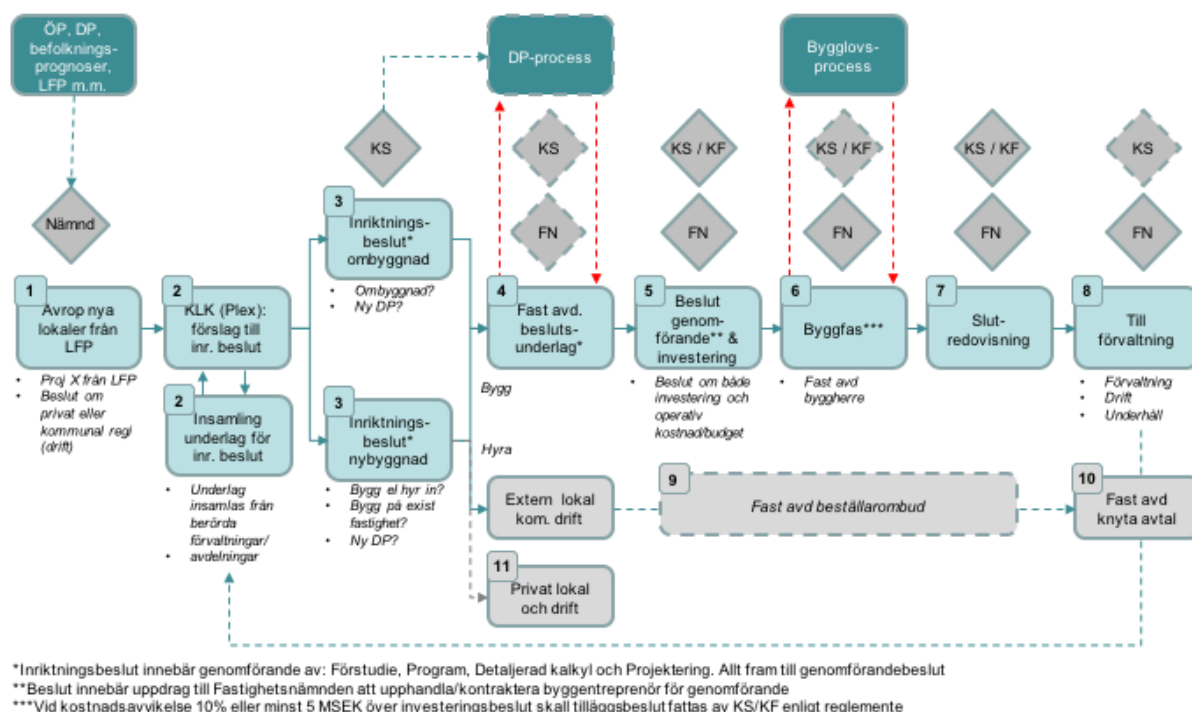 ÖP, DP,
befolknings-
prognoser,
LFP m.m.
DP-process
Bygglovs-
process
KS
KS
KS / KF
KS / KF
KS / KF
KS
Nämnd
FN
FN
FN
FN
FN
1
Avrop nya
lokaler från
LFP
• Proj X från LFP
• Beslut om
privat eller
kommunal regi
(drift)
2
KLK (Plex):
förslag till
inr. beslut
2
Insamling
underlag för
inr. beslut
• Underlag
insamlas från
berörda
förvaltningar/
• avdelningar
3
Inriktnings-
beslut*
ombyggnad
• Ombyggnad?
• Ny DP?
3
Inriktnings-
beslut*
nybyggnad
• Bygg el hyr in?
• Bygg på exist
fastighet?
• Ny DP?
4
Fast avd.
besluts-
underlag*
Bygg
Hyra
5
Beslut
genom-
förande** &
investering
• Beslut om både
investering och
operativ
kostnad/budget
6
Byggfas***
• Fast avd
byggherre
7
Slut-
redovisning
8
Till
förvaltning
• Förvaltning
• Drift
• Underhåll
Extern lokal
kom. drift
9
Fast avd beställarombud
10
Fast avd
knyta avtal
11
Privat lokal
och drift
*Inriktningsbeslut innebär genomförande av: Förstudie, Program, Detaljerad kalkyl och Projektering. Allt fram till genomförandebeslut
**Beslut innebär uppdrag till Fastighetsnämnden att upphandla/kontraktera byggentreprenör för genomförande
***Vid kostnadsavvikelse 10% eller minst 5 MSEK över investeringsbeslut skall tilläggsbeslut fattas av KS/KF enligt reglemente